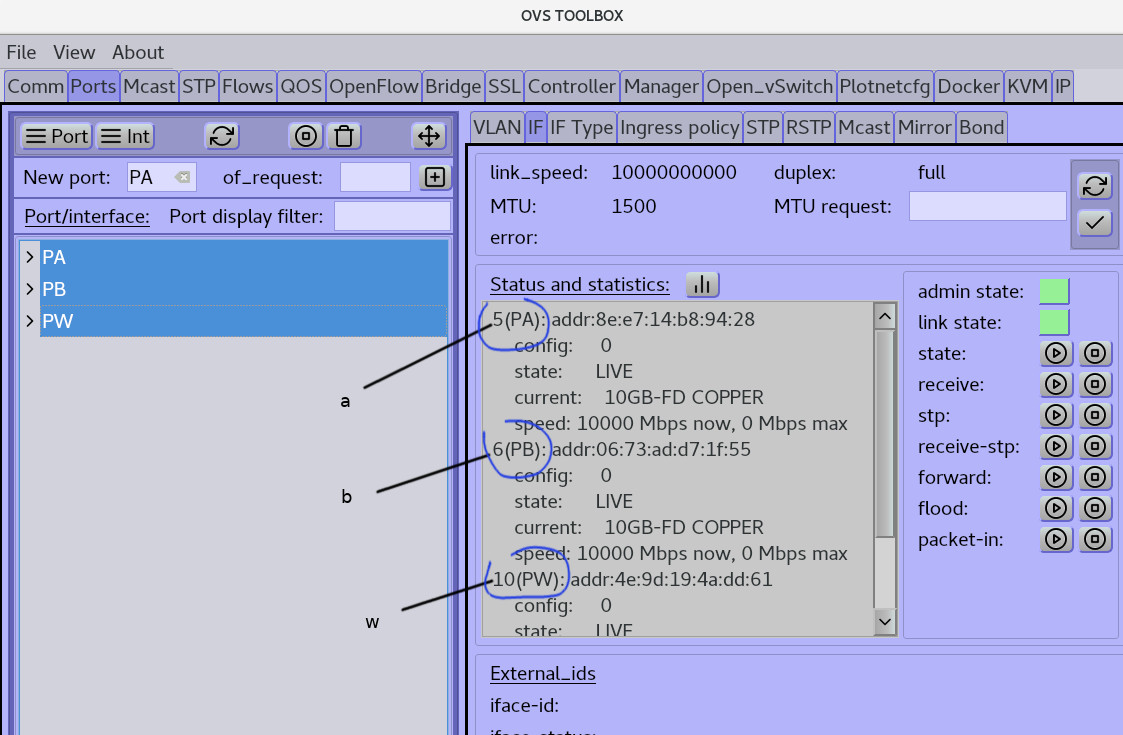 OVS TOOLBOX
File View About
Comm Ports Mcast STP Flows QOS OpenFlow Bridge SSL Controller Manager Open_vSwitch Plotnetcfg Docker KVM IP
Port Int
New port: PA of_request:
Port/interface: Port display filter:
PA
PB
PW
a
b
w
VLAN IF IF Type Ingress policy STP RSTP Mcast Mirror Bond
link_speed: 10000000000 duplex: full
MTU: 1500 MTU request:
error:
Status and statistics:
5(PA): addr:8e:e7:14:b8:94:28
config: 0
state: LIVE
current: 10GB-FD COPPER
speed: 10000 Mbps now, 0 Mbps max
6(PB): addr:06:73:ad:d7:1f:55
config: 0
state: LIVE
current: 10GB-FD COPPER
speed: 10000 Mbps now, 0 Mbps max
10(PW): addr:4e:9d:19:4a:dd:61
config: 0
state: LIVE
admin state:
link state:
state:
receive:
stp:
receive-stp:
forward:
flood:
packet-in:
External_ids
iface-id:
iface-status: